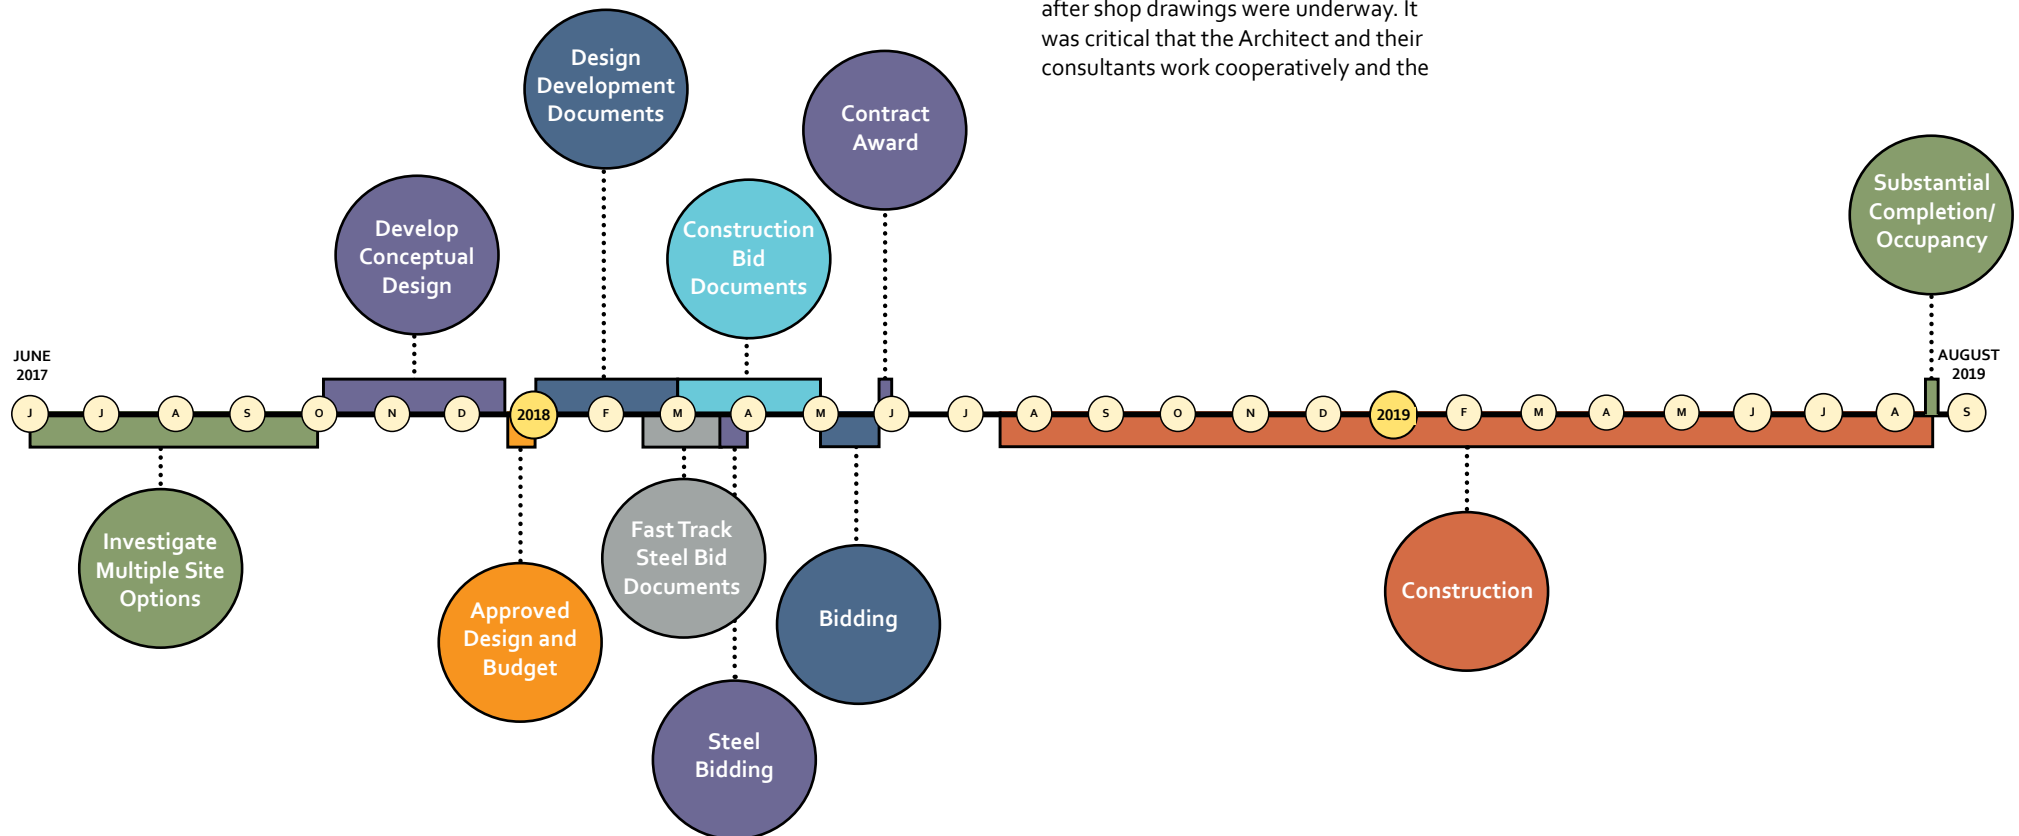 after shop drawings were underway. It
was critical that the Architect and their
consultants work cooperatively and the
Design
Development
Documents
Contract
Award
Develop
Conceptual
Design
Construction
Bid
Documents
Substantial
Completion/
Occupancy
JUNE
2017
AUGUST
2019
J J A S O N D 2018 F M A M J J A S O N D 2019 F M A M J J A S
Investigate
Multiple Site
Options
Approved
Design and
Budget
Fast Track
Steel Bid
Documents
Bidding
Steel
Bidding
Construction